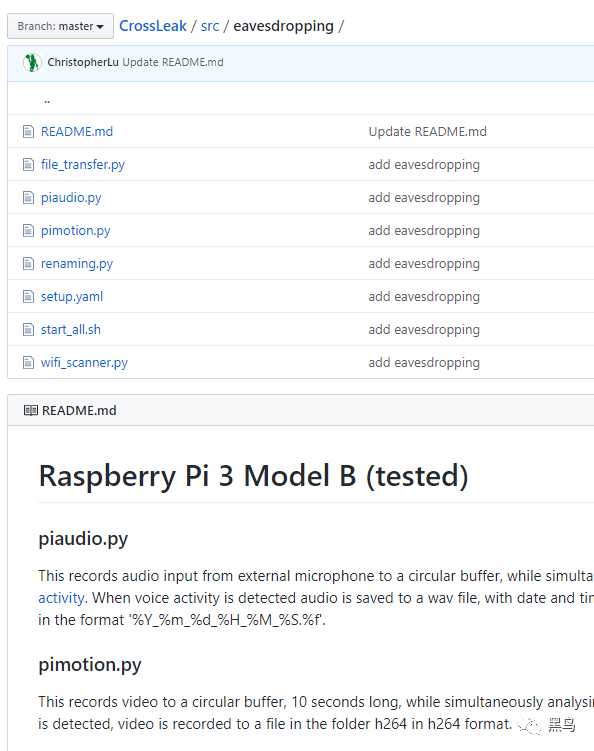 Branch: master CrossLeak / src / eavesdropping /
ChristopherLu Update README.md
..
README.md Update README.md
file_transfer.py add eavesdropping
piaudio.py add eavesdropping
pimotion.py add eavesdropping
renaming.py add eavesdropping
setup.yaml add eavesdropping
start_all.sh add eavesdropping
wifi_scanner.py add eavesdropping
README.md
Raspberry Pi 3 Model B (tested)
piaudio.py
This records audio input from external microphone to a circular buffer, while simulta
activity. When voice activity is detected audio is saved to a wav file, with date and tin
in the format '%Y_%m_%d_%H_%M_%S.%f'.
pimotion.py
This records video to a circular buffer, 10 seconds long, while simultaneously analysin
is detected, video is recorded to a file in the folder h264 in h264 format. 黑鸟